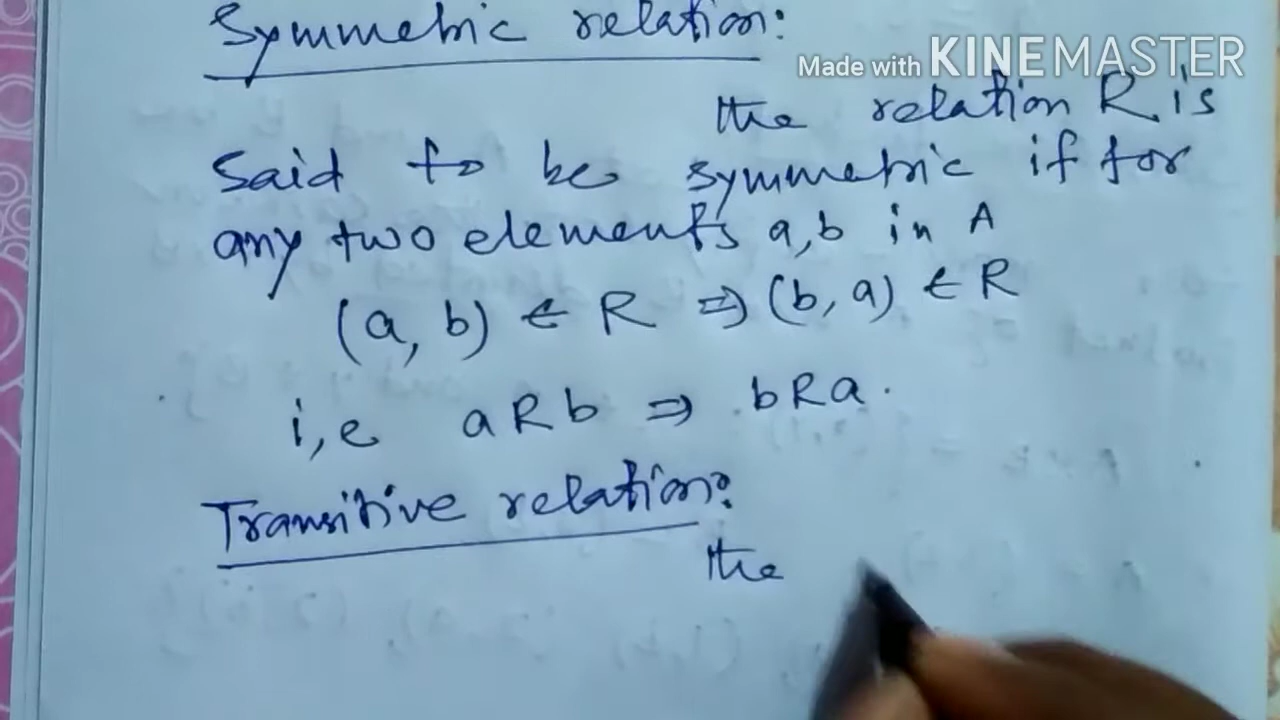 Symmetric relation:
Made with KINEMASTER
the relation R is
Said to be symmetric if for
any two elements a,b in A
(a, b) ∈ R ⇒ (b, a) ∈ R
i,e aRb ⇒ bRa.
Transitive relation:
the